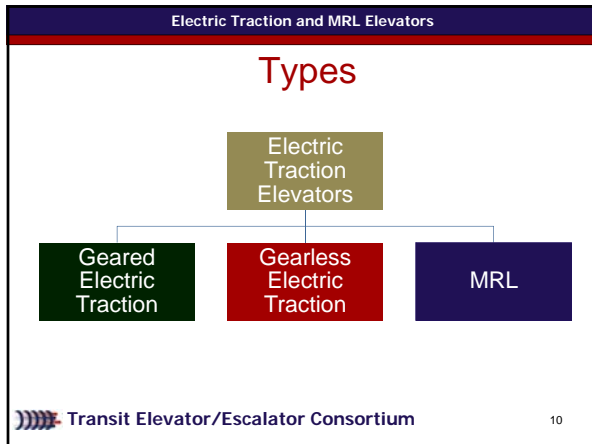 Electric Traction and MRL Elevators
Types
Electric
Traction
Elevators
Geared
Electric
Traction
Gearless
Electric
Traction
MRL
Transit Elevator/Escalator Consortium
10